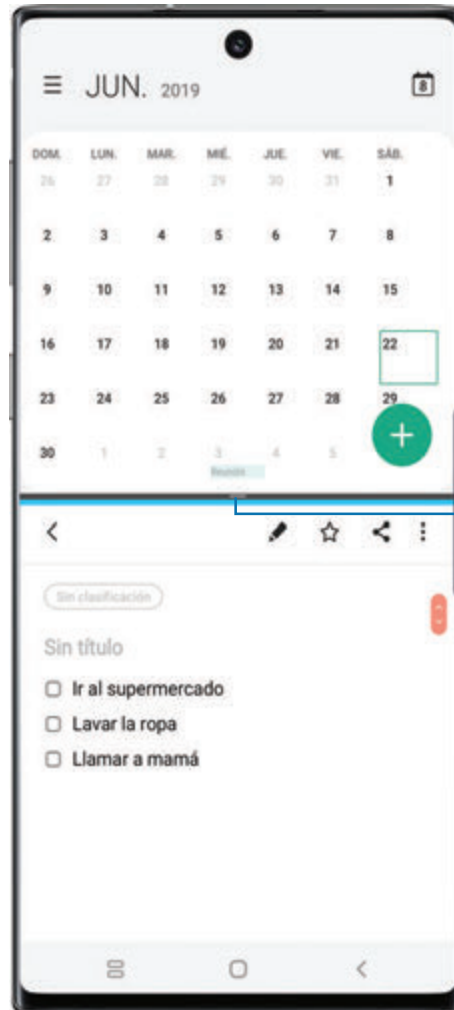 JUN. 2019
8
DOM. LUN. MAR. MIÉ. JUE. VIE. SÁB.
26 27 28 29 30 31 1
2 3 4 5 6 7 8
9 10 11 12 13 14 15
16 17 18 19 20 21 22
23 24 25 26 27 28 29
30 1 2 3 4 5
Reunión
Sin clasificación
Sin título
Ir al supermercado
Lavar la ropa
Llamar a mamá